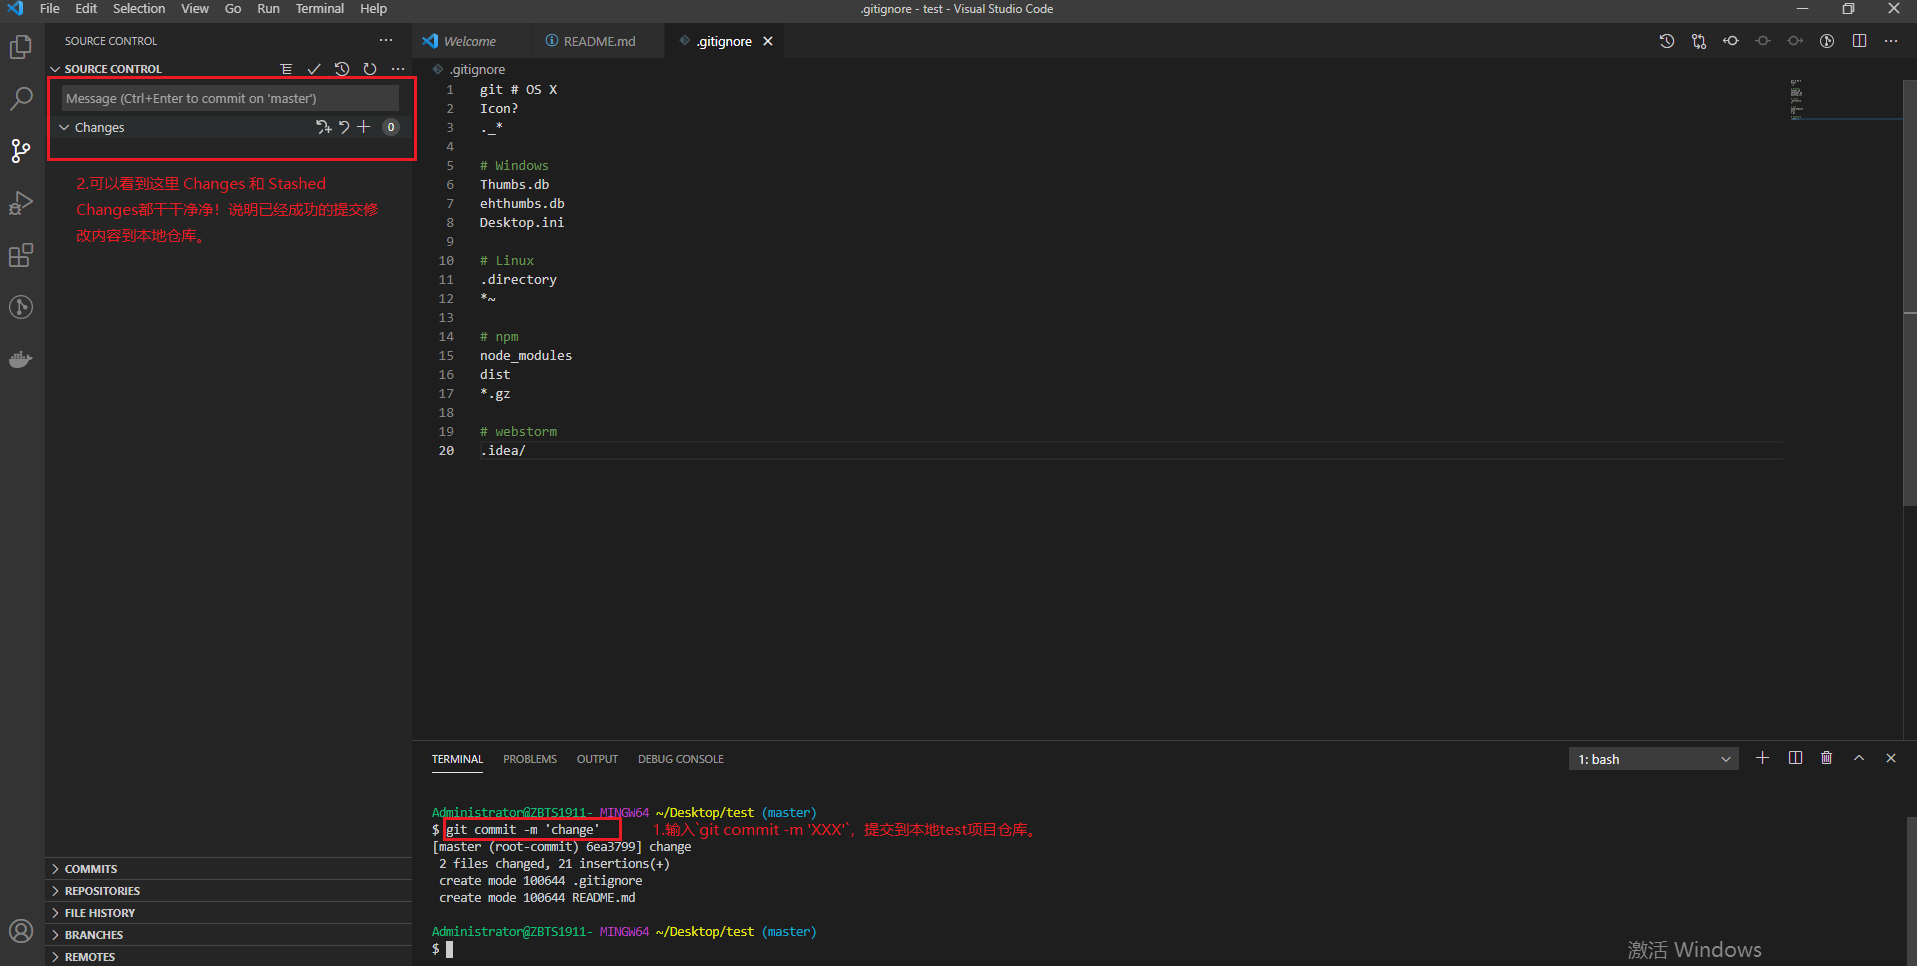 File Edit Selection View Go Run Terminal Help
.gitignore - test - Visual Studio Code
SOURCE CONTROL
SOURCE CONTROL
Message (Ctrl+Enter to commit on 'master')
Changes 0
2.可以看到这里 Changes 和 Stashed
Changes都干干净净！说明已经成功的提交修
改内容到本地仓库。
COMMITS
REPOSITORIES
FILE HISTORY
BRANCHES
REMOTES
Welcome README.md .gitignore
.gitignore
1 git # OS X
2 Icon?
3 ._*
4
5 # Windows
6 Thumbs.db
7 ehthumbs.db
8 Desktop.ini
9
10 # Linux
11 .directory
12 *~
13
14 # npm
15 node_modules
16 dist
17 *.gz
18
19 # webstorm
20 .idea/
TERMINAL PROBLEMS OUTPUT DEBUG CONSOLE
1: bash
Administrator@ZBTS1911- MINGW64 ~/Desktop/test (master)
$ git commit -m 'change'
1.输入`git commit -m 'XXX'`，提交到本地test项目仓库。
[master (root-commit) 6ea3799] change
2 files changed, 21 insertions(+)
create mode 100644 .gitignore
create mode 100644 README.md
Administrator@ZBTS1911- MINGW64 ~/Desktop/test (master)
$
激活 Windows